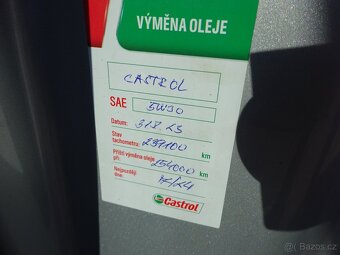 VÝMĚNA OLEJE
CASTROL
SAE 5W30
Datum:
Stav
tachometru: 239100 km
Příští výměna oleje
při: 254000 km
Nejpozději
dne:
Castrol
© Bazos.cz